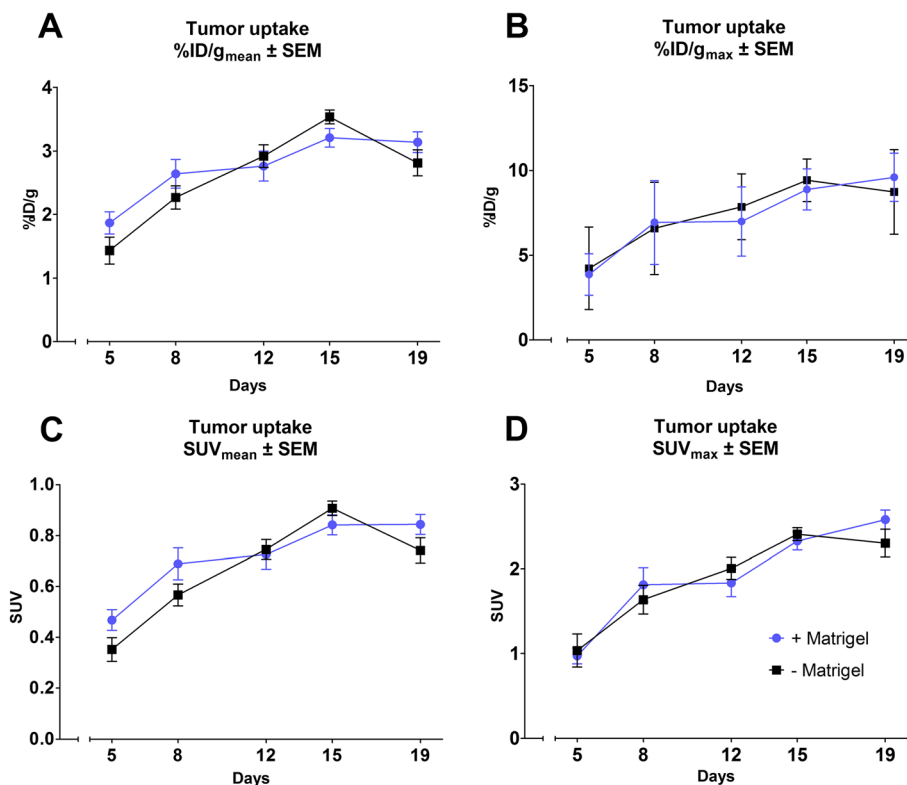 A
Tumor uptake
%ID/gmean ± SEM
%ID/g
4
3
2
1
0
5 8 12 15 19
Days
B
Tumor uptake
%ID/gmax ± SEM
%ID/g
15
10
5
0
5 8 12 15 19
Days
C
Tumor uptake
SUVmean ± SEM
SUV
1.0
0.8
0.6
0.4
0.2
0.0
5 8 12 15 19
Days
D
Tumor uptake
SUVmax ± SEM
SUV
3
2
1
0
5 8 12 15 19
Days
+ Matrigel
- Matrigel